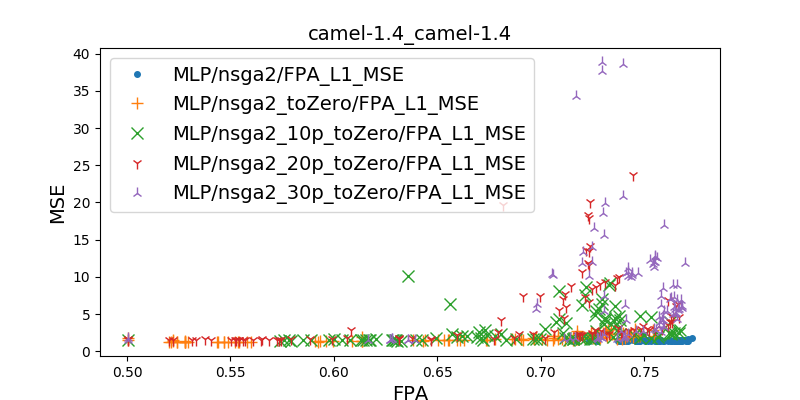 camel-1.4_camel-1.4
40
35
30
25
20
15
10
5
0
MSE
MLP/nsga2/FPA_L1_MSE
MLP/nsga2_toZero/FPA_L1_MSE
MLP/nsga2_10p_toZero/FPA_L1_MSE
MLP/nsga2_20p_toZero/FPA_L1_MSE
MLP/nsga2_30p_toZero/FPA_L1_MSE
0.50 0.55 0.60 0.65 0.70 0.75
FPA